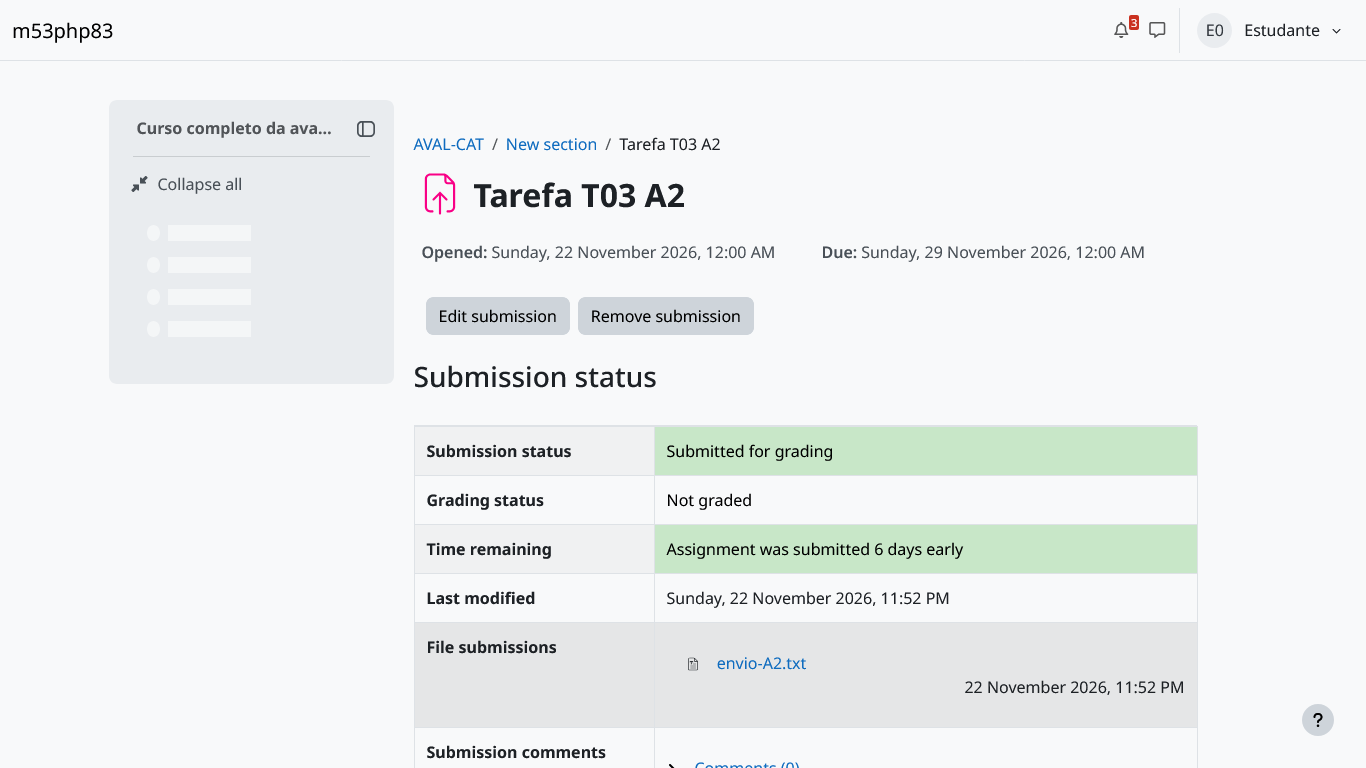 m53php83
3
E0
Estudante
Curso completo da ava...
Collapse all
AVAL-CAT / New section / Tarefa T03 A2
Tarefa T03 A2
Opened: Sunday, 22 November 2026, 12:00 AM
Due: Sunday, 29 November 2026, 12:00 AM
Edit submission
Remove submission
Submission status
Submission status
Submitted for grading
Grading status
Not graded
Time remaining
Assignment was submitted 6 days early
Last modified
Sunday, 22 November 2026, 11:52 PM
File submissions
envio-A2.txt
22 November 2026, 11:52 PM
Submission comments
Comments (0)
?